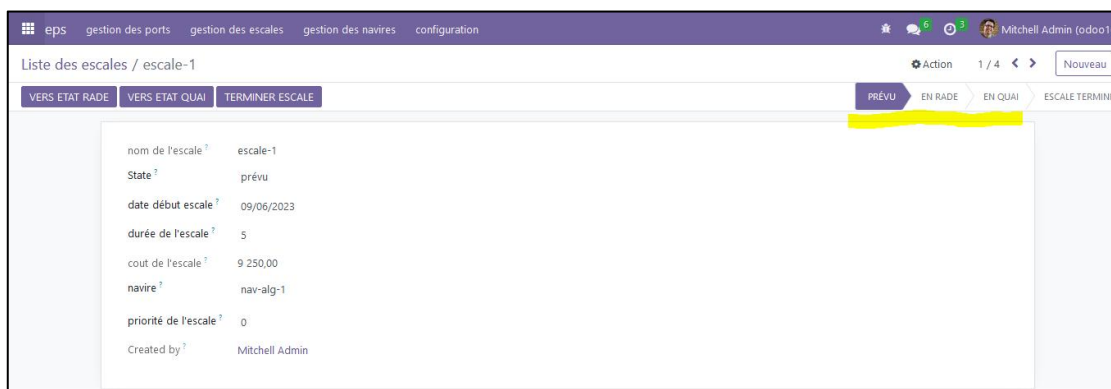 eps gestion des ports gestion des escales gestion des navires configuration 6 3 Mitchell Admin (odoo1
Liste des escales / escale-1 Action 1 / 4 Nouveau
VERS ETAT RADE VERS ETAT QUAI TERMINER ESCALE PRÉVU EN RADE EN QUAI ESCALE TERMINE
nom de l'escale ? escale-1
State ? prévu
date début escale ? 09/06/2023
durée de l'escale ? 5
cout de l'escale ? 9 250,00
navire ? nav-alg-1
priorité de l'escale ? 0
Created by ? Mitchell Admin